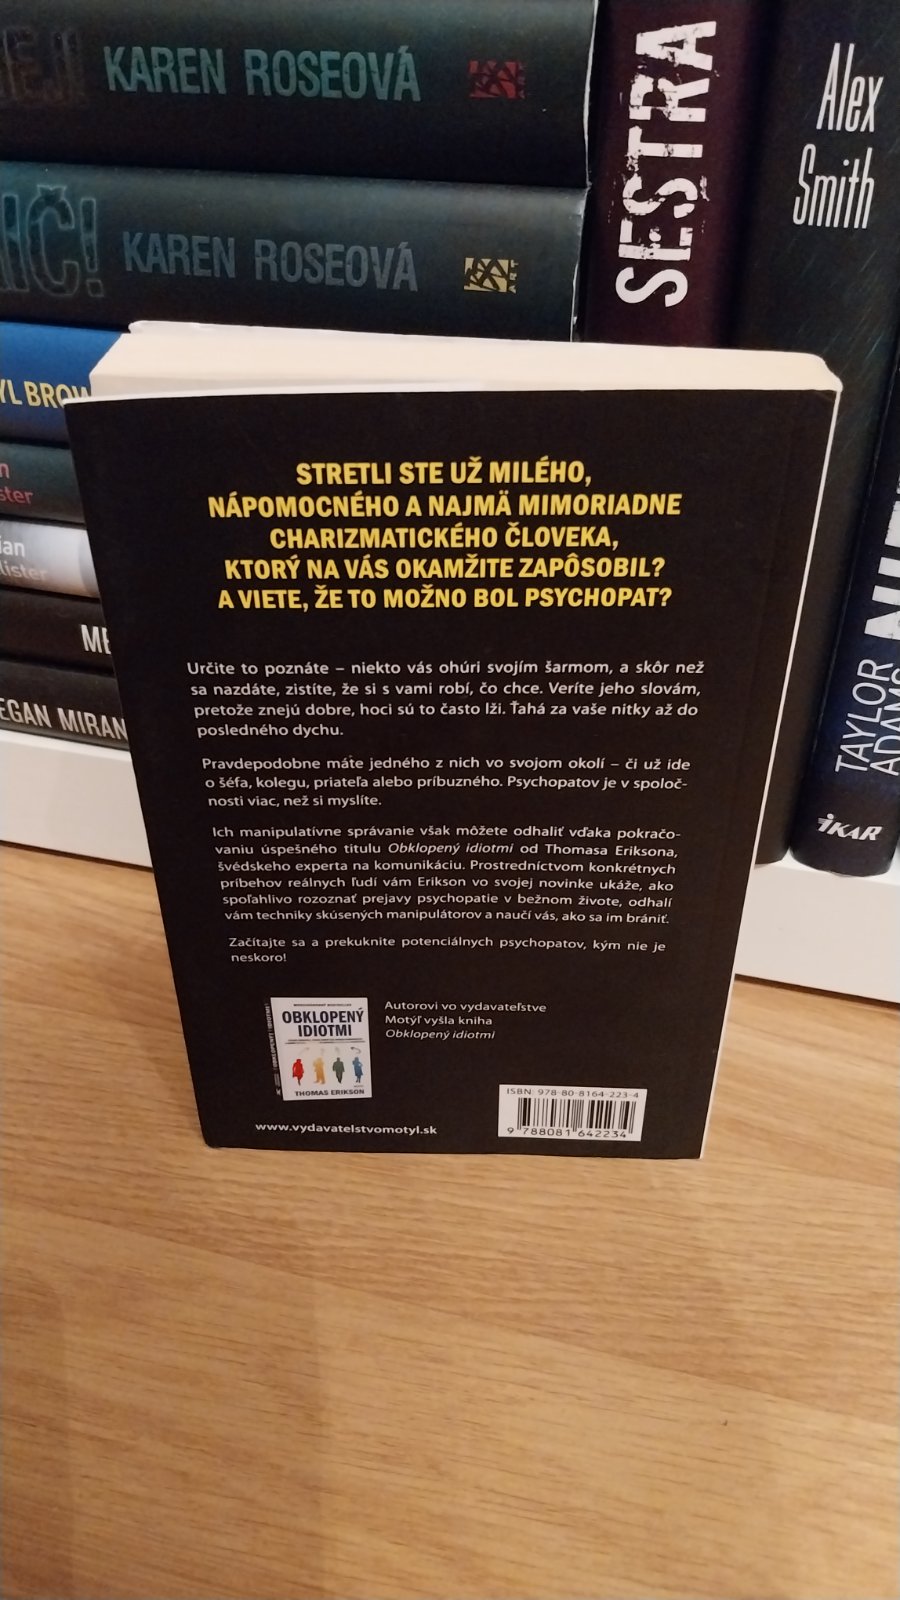 KAREN ROSEOVÁ
KAREN ROSEOVÁ
ART
SESTRA
Alex
Smith
TAYLOR
ADAMS
IKAR
STRETLI STE UŽ MILÉHO,
NÁPOMOCNÉHO A NAJMÄ MIMORIADNE
CHARIZMATICKÉHO ČLOVEKA,
KTORÝ NA VÁS OKAMŽITE ZAPÔSOBIL?
A VIETE, ŽE TO MOŽNO BOL PSYCHOPAT?
Určite to poznáte – niekto vás ohúri svojím šarmom, a skôr než
sa nazdáte, zistíte, že si s vami robí, čo chce. Veríte jeho slovám,
pretože znejú dobre, hoci sú to často lži. Ťahá za vaše nitky až do
posledného dychu.
Pravdepodobne máte jedného z nich vo svojom okolí – či už ide
o šéfa, kolegu, priateľa alebo príbuzného. Psychopatov je v spoloč-
nosti viac, než si myslíte.
Ich manipulatívne správanie však môžete odhaliť vďaka pokračo-
vaniu úspešného titulu Obklopený idiotmi od Thomasa Eriksona,
švédskeho experta na komunikáciu. Prostredníctvom konkrétnych
príbehov reálnych ľudí vám Erikson vo svojej novinke ukáže, ako
spoľahlivo rozoznať prejavy psychopatie v bežnom živote, odhalí
vám techniky skúsených manipulátorov a naučí vás, ako sa im brániť.
Začítajte sa a prekuknite potenciálnych psychopatov, kým nie je
neskoro!
OBKLOPENÝ
IDIOTMI
THOMAS ERIKSON
Autorovi vo vydavateľstve
Motýľ vyšla kniha
Obklopený idiotmi
www.vydavatelstvomotyl.sk
ISBN: 978-80-8164-223-4
9 788081 642234